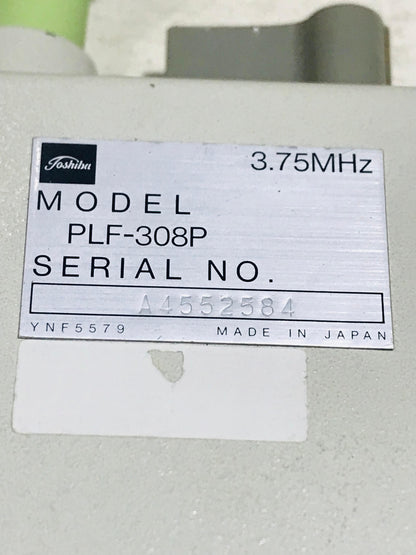 Toshiba
3.75MHz
MODEL
PLF-308P
SERIAL NO.
A4552584
YNF5579
MADE IN JAPAN